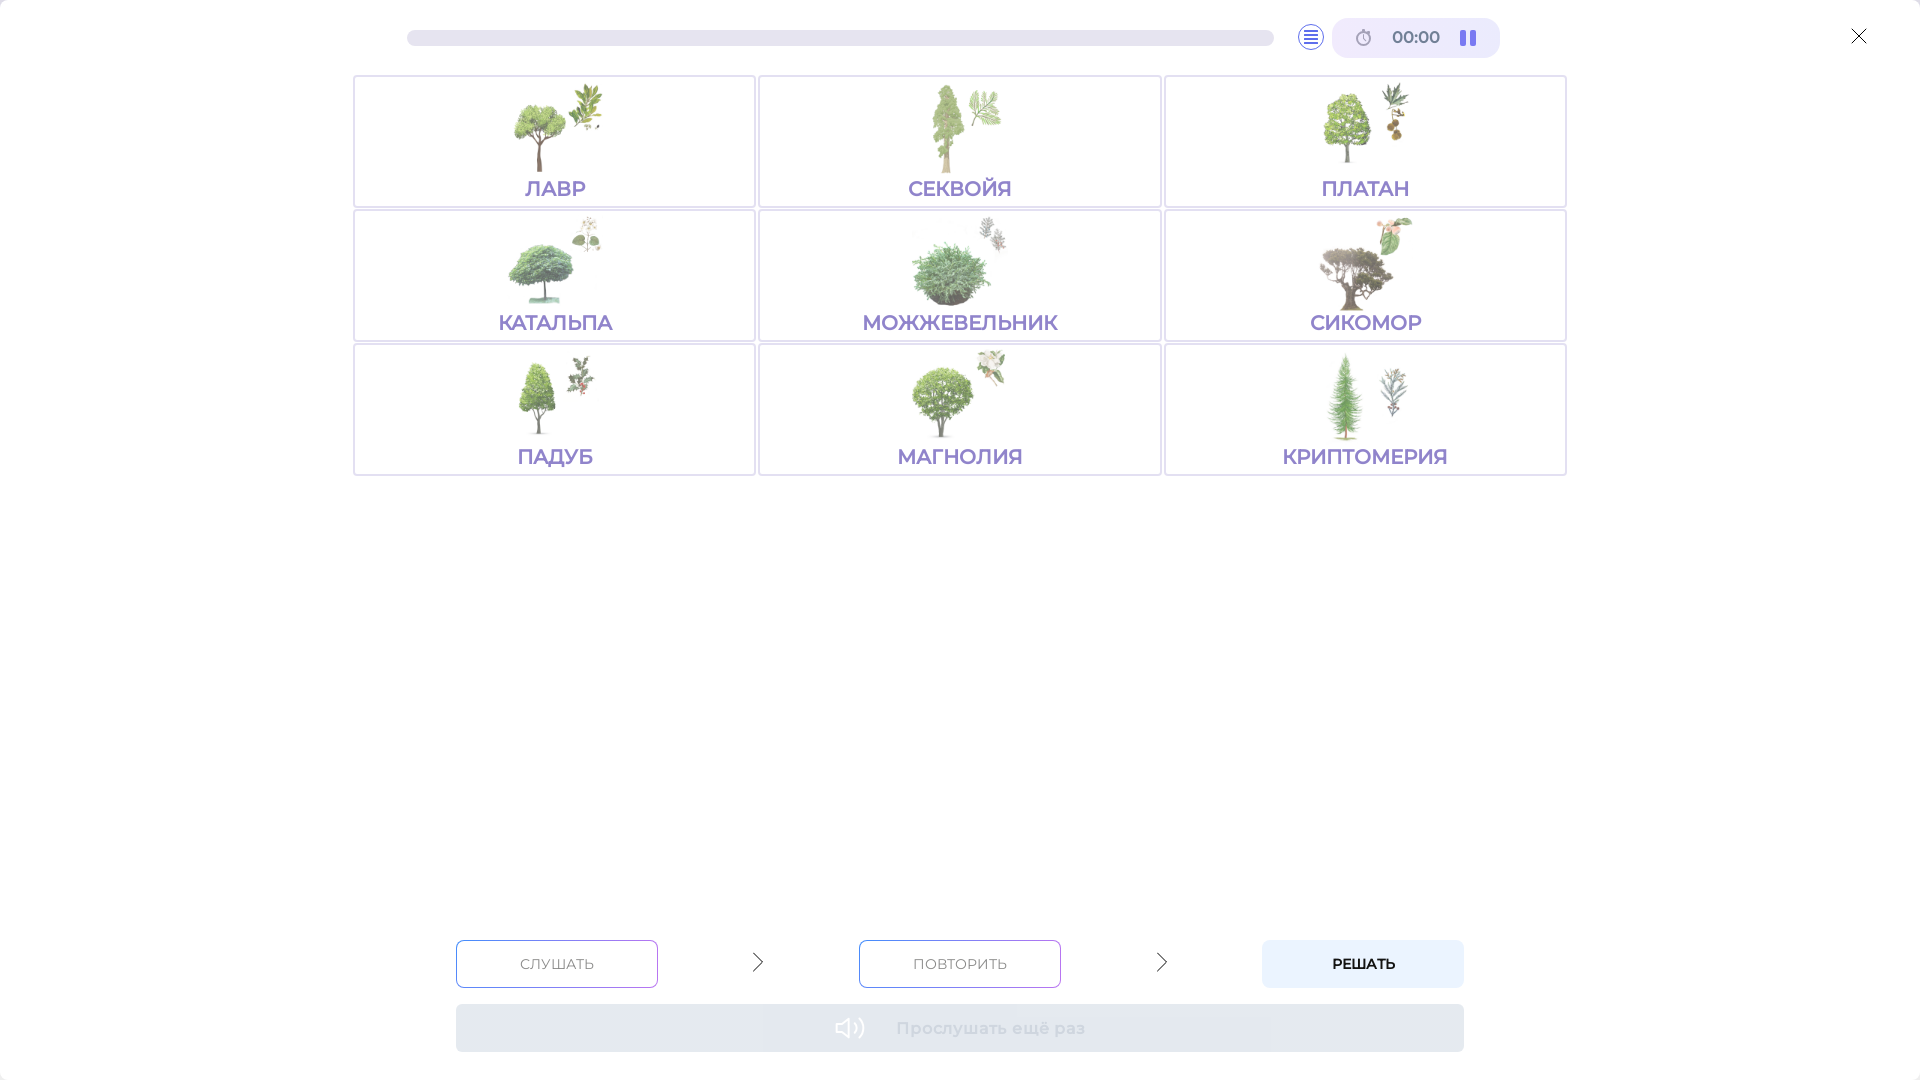 00:00
ЛАВР
СЕКВОЙЯ
ПЛАТАН
КАТАЛЬПА
МОЖЖЕВЕЛЬНИК
СИКОМОР
ПАДУБ
МАГНОЛИЯ
КРИПТОМЕРИЯ
СЛУШАТЬ
ПОВТОРИТЬ
РЕШАТЬ
Прослушать ещё раз